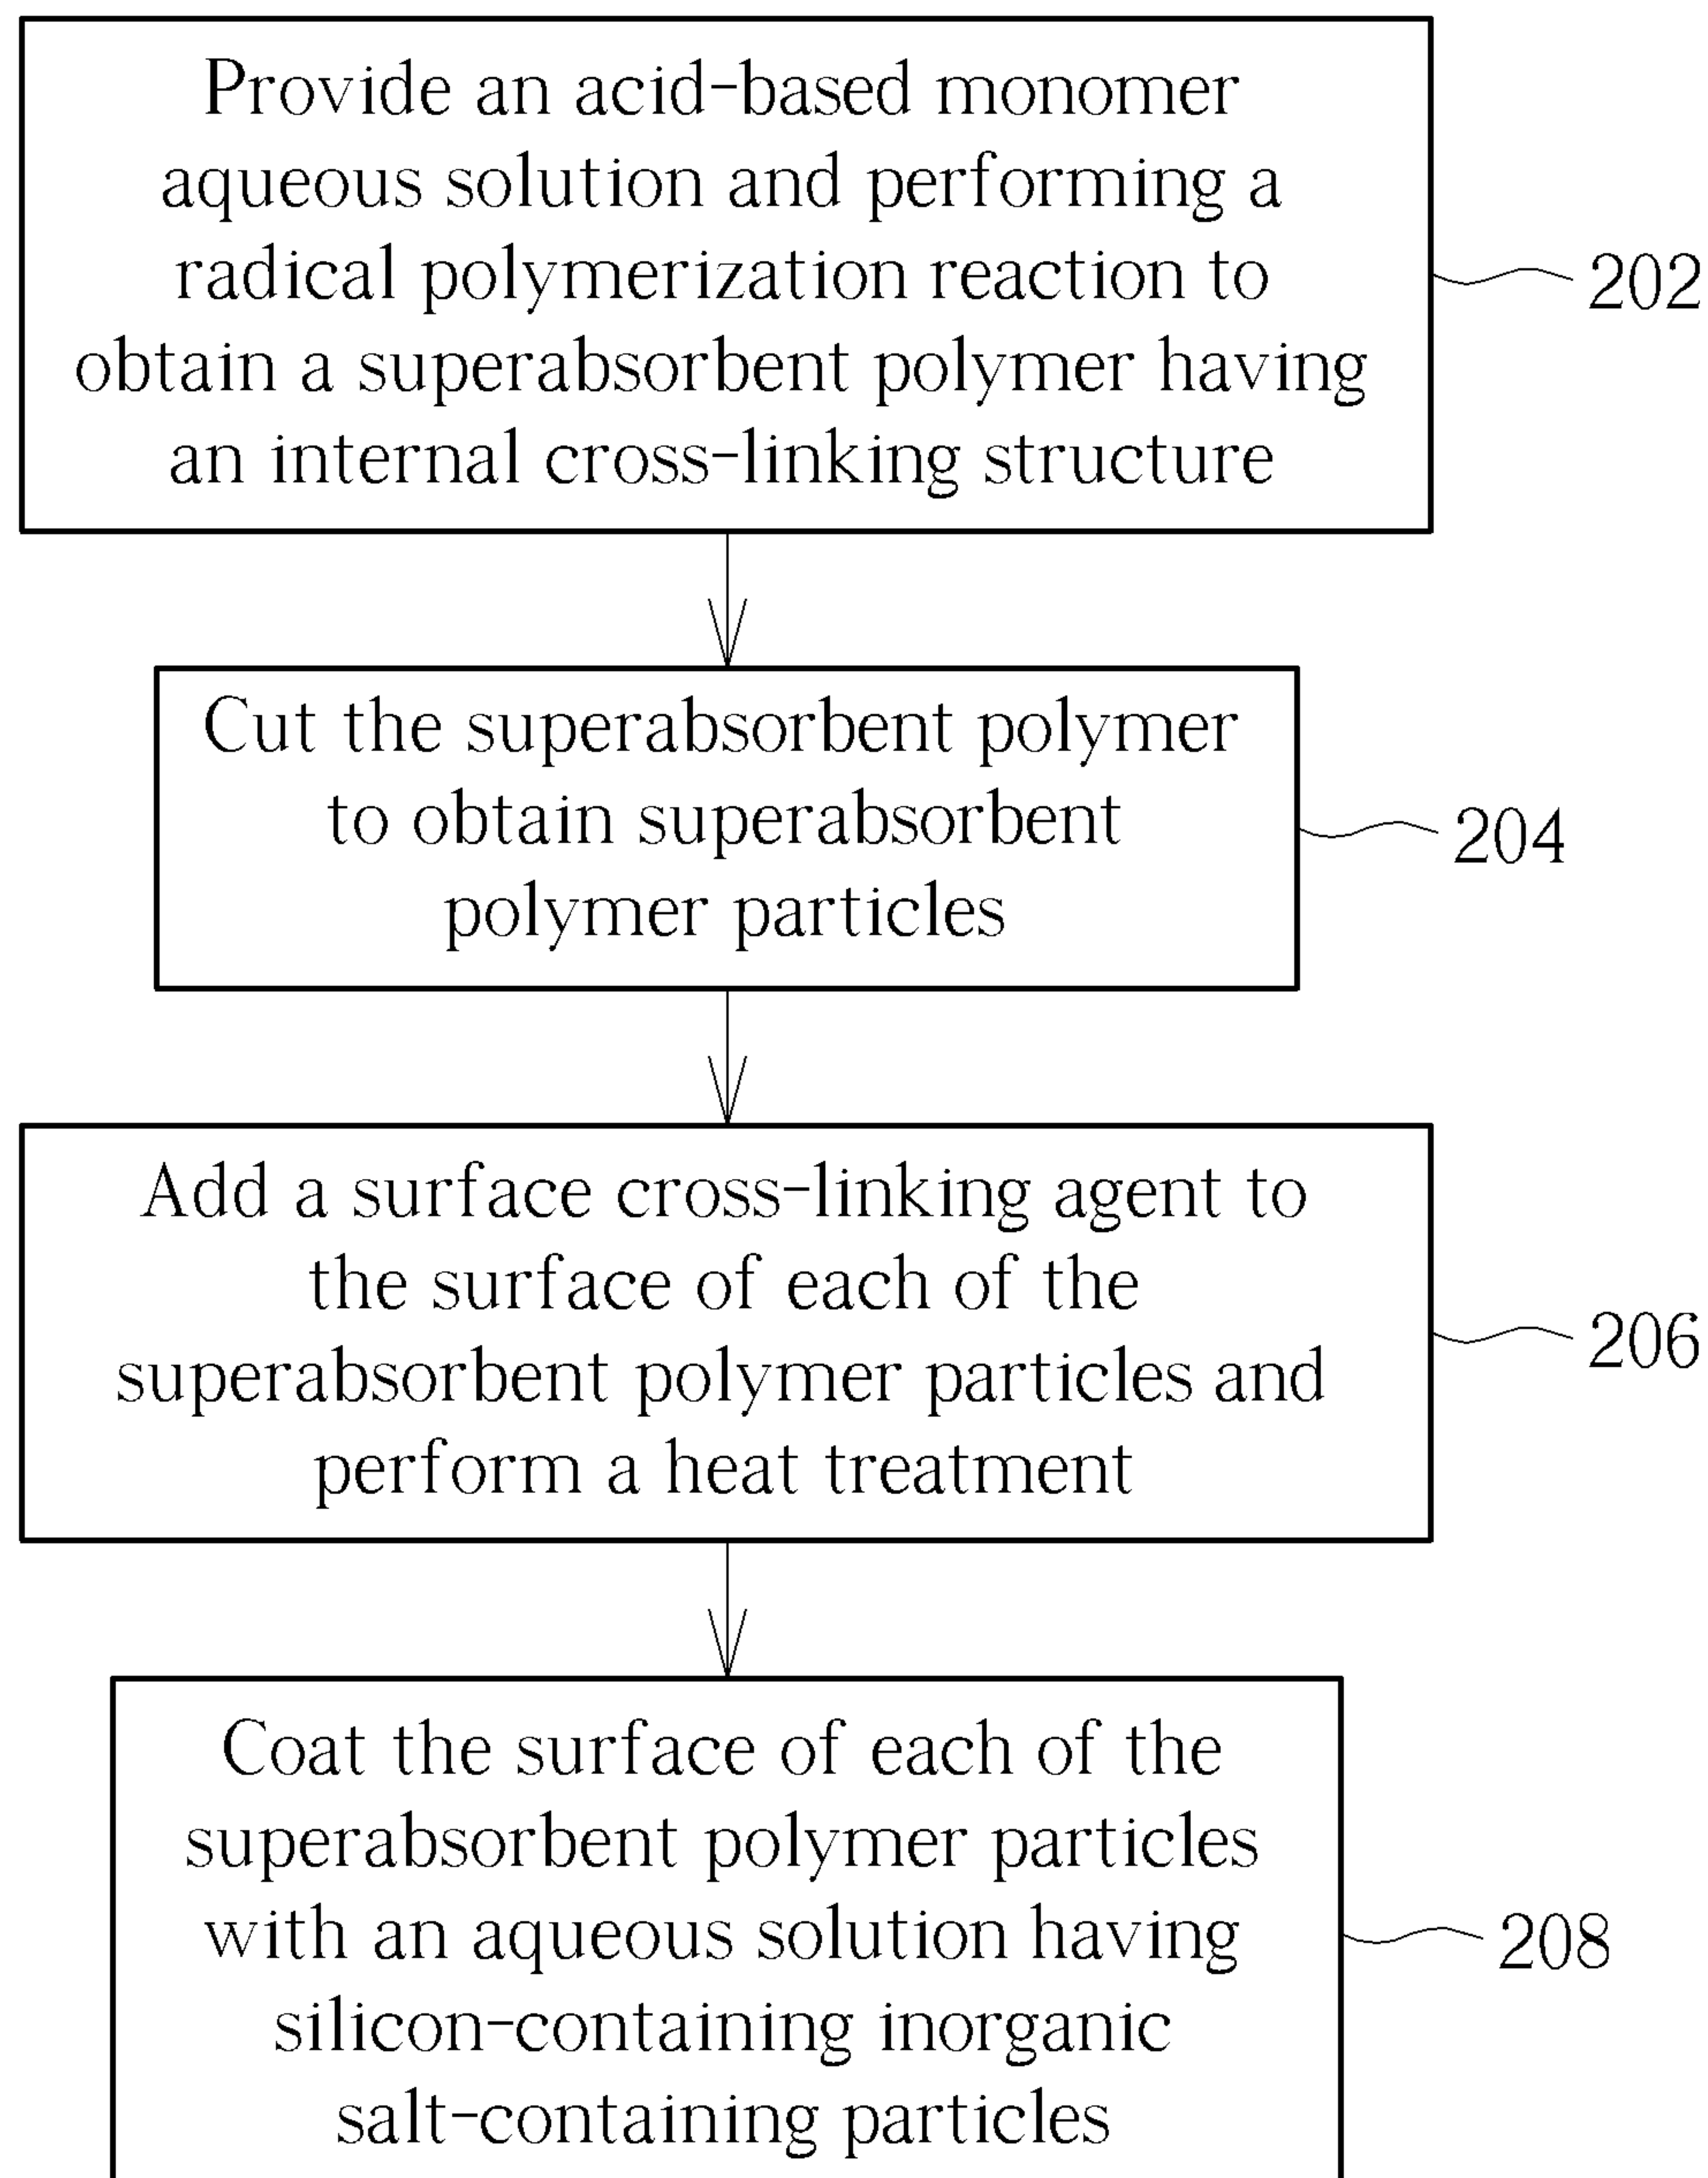 Provide an acid-based monomer
aqueous solution and performing a
radical polymerization reaction to
obtain a superabsorbent polymer having
an internal cross-linking structure
202
Cut the superabsorbent polymer
to obtain superabsorbent
polymer particles
204
Add a surface cross-linking agent to
the surface of each of the
superabsorbent polymer particles and
perform a heat treatment
206
Coat the surface of each of the
superabsorbent polymer particles
with an aqueous solution having
silicon-containing inorganic
salt-containing particles
208